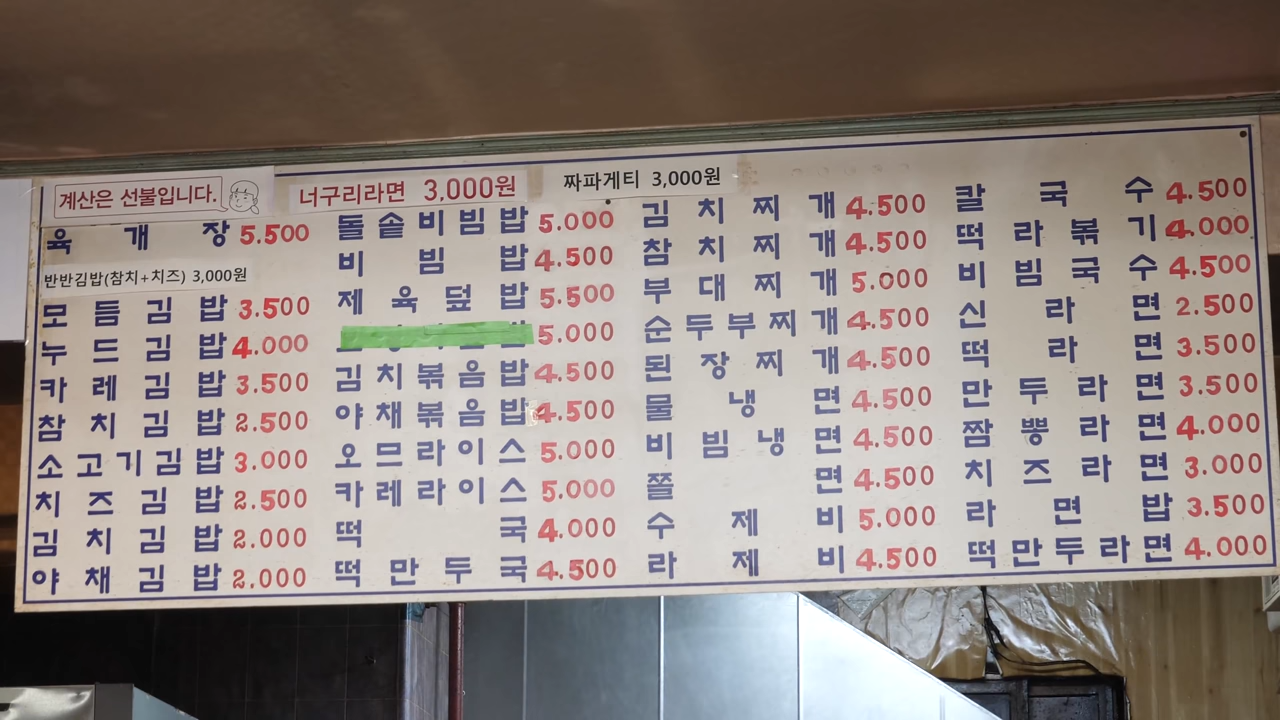 계산은 선불입니다.
너구리라면 3,000원
짜파게티 3,000원
육개장 5.500
반반김밥(참치+치즈) 3,000원
모듬김밥 3.500
누드김밥 4.000
카레김밥 3.500
참치김밥 2.500
소고기김밥 3.000
치즈김밥 2.500
김치김밥 2.000
야채김밥 2.000
돌솥비빔밥 5.000
비빔밥 4.500
제육덮밥 5.500
5.000
김치볶음밥 4.500
야채볶음밥 4.500
오므라이스 5.000
카레라이스 5.000
떡국 4.000
떡만두국 4.500
김치찌개 4.500
참치찌개 4.500
부대찌개 5.000
순두부찌개 4.500
된장찌개 4.500
물냉면 4.500
비빔냉면 4.500
쫄면 4.500
수제비 5.000
라제비 4.500
칼국수 4.500
떡라볶기 4.000
비빔국수 4.500
신라면 2.500
떡라면 3.500
만두라면 3.500
짬뽕라면 4.000
치즈라면 3.000
라면밥 3.500
떡만두라면 4.000